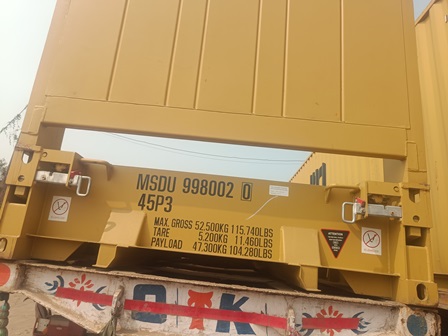 MSDU 998002 0
45P3
MAX. GROSS 52.500KG 115.740LBS
TARE 5.200KG 11.460LBS
PAYLOAD 47.300KG 104.280LBS
O K